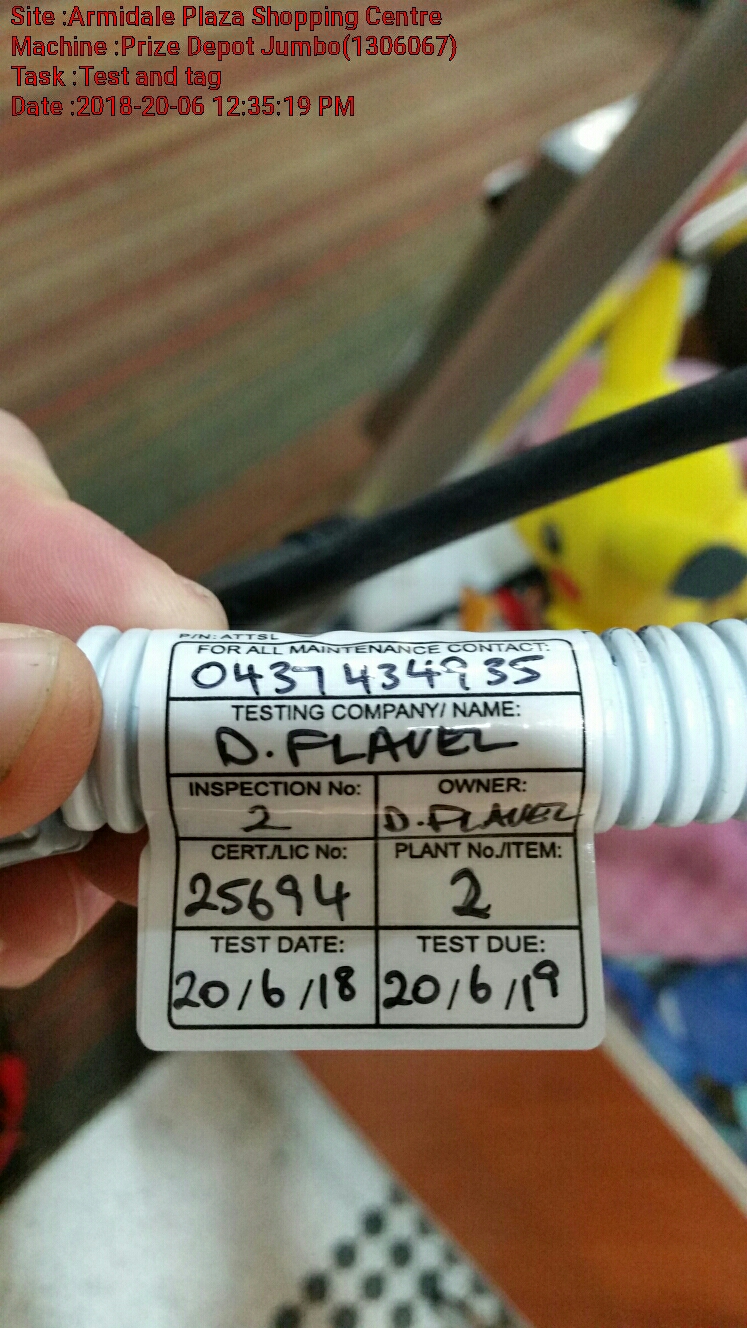 Site :Armidale Plaza Shopping Centre
Machine :Prize Depot Jumbo(1306067)
Task :Test and tag
Date :2018-20-06 12:35:19 PM
P/N: ATTSL
FOR ALL MAINTENANCE CONTACT:
0437434935
TESTING COMPANY/ NAME:
D. FLAVEL
INSPECTION No: OWNER:
2 D. FLAVEL
CERT./LIC No: PLANT No./ITEM:
25694 2
TEST DATE: TEST DUE:
20/6/18 20/6/19